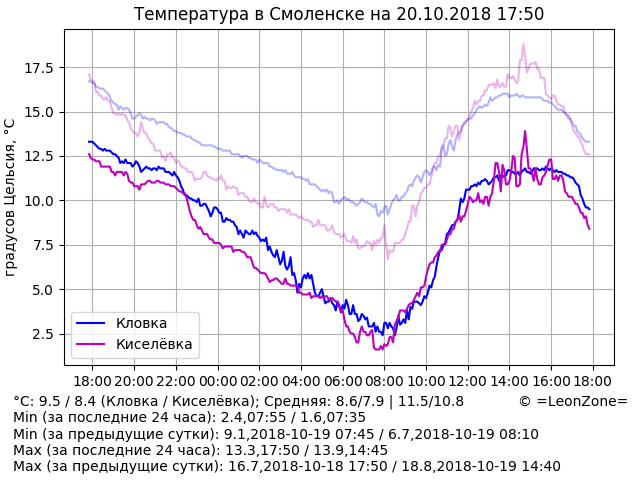 Температура в Смоленске на 20.10.2018 17:50
градусов Цельсия, °C
17.5
15.0
12.5
10.0
7.5
5.0
2.5
Кловка
Киселёвка
18:00 20:00 22:00 00:00 02:00 04:00 06:00 08:00 10:00 12:00 14:00 16:00 18:00
°C: 9.5 / 8.4 (Кловка / Киселёвка); Средняя: 8.6/7.9 | 11.5/10.8 © =LeonZone=
Min (за последние 24 часа): 2.4,07:55 / 1.6,07:35
Min (за предыдущие сутки): 9.1,2018-10-19 07:45 / 6.7,2018-10-19 08:10
Max (за последние 24 часа): 13.3,17:50 / 13.9,14:45
Max (за предыдущие сутки): 16.7,2018-10-18 17:50 / 18.8,2018-10-19 14:40